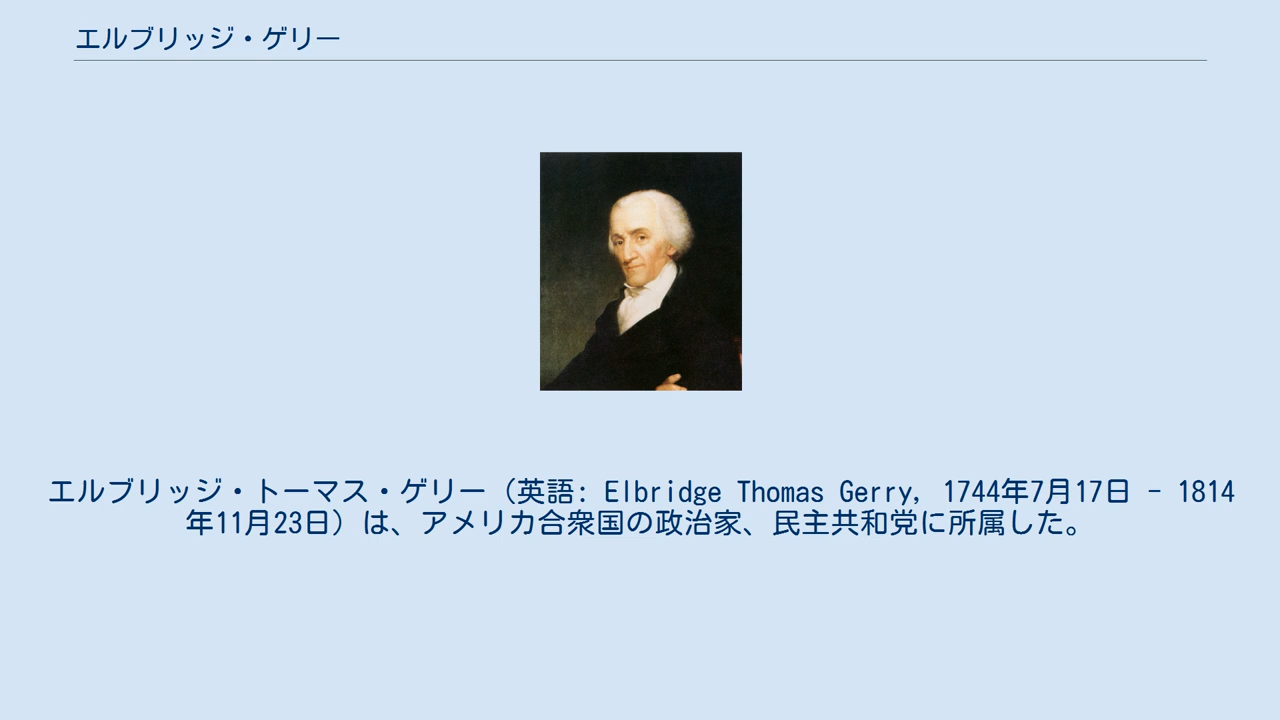 エルブリッジ・ゲリー
エルブリッジ・トーマス・ゲリー（英語: Elbridge Thomas Gerry, 1744年7月17日 - 1814
年11月23日）は、アメリカ合衆国の政治家、民主共和党に所属した。